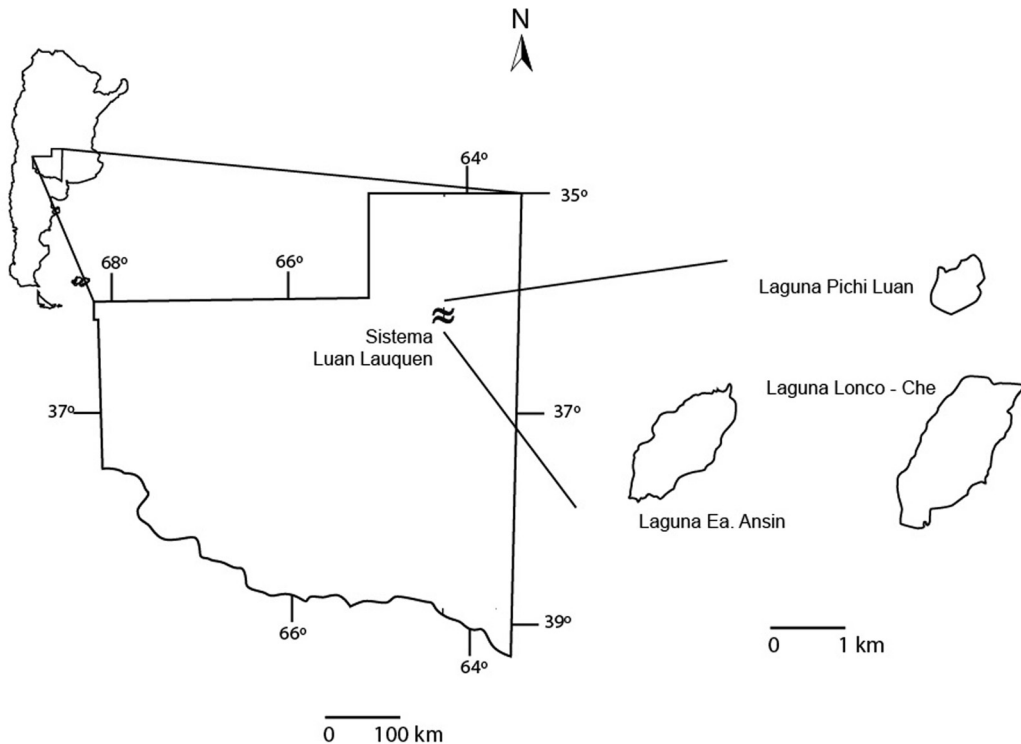 N
64º
35º
68º
66º
Laguna Pichi Luan
Sistema
Luan Lauquen
Laguna Lonco - Che
37º
37º
Laguna Ea. Ansin
66º
39º
64º
0 1 km
0 100 km